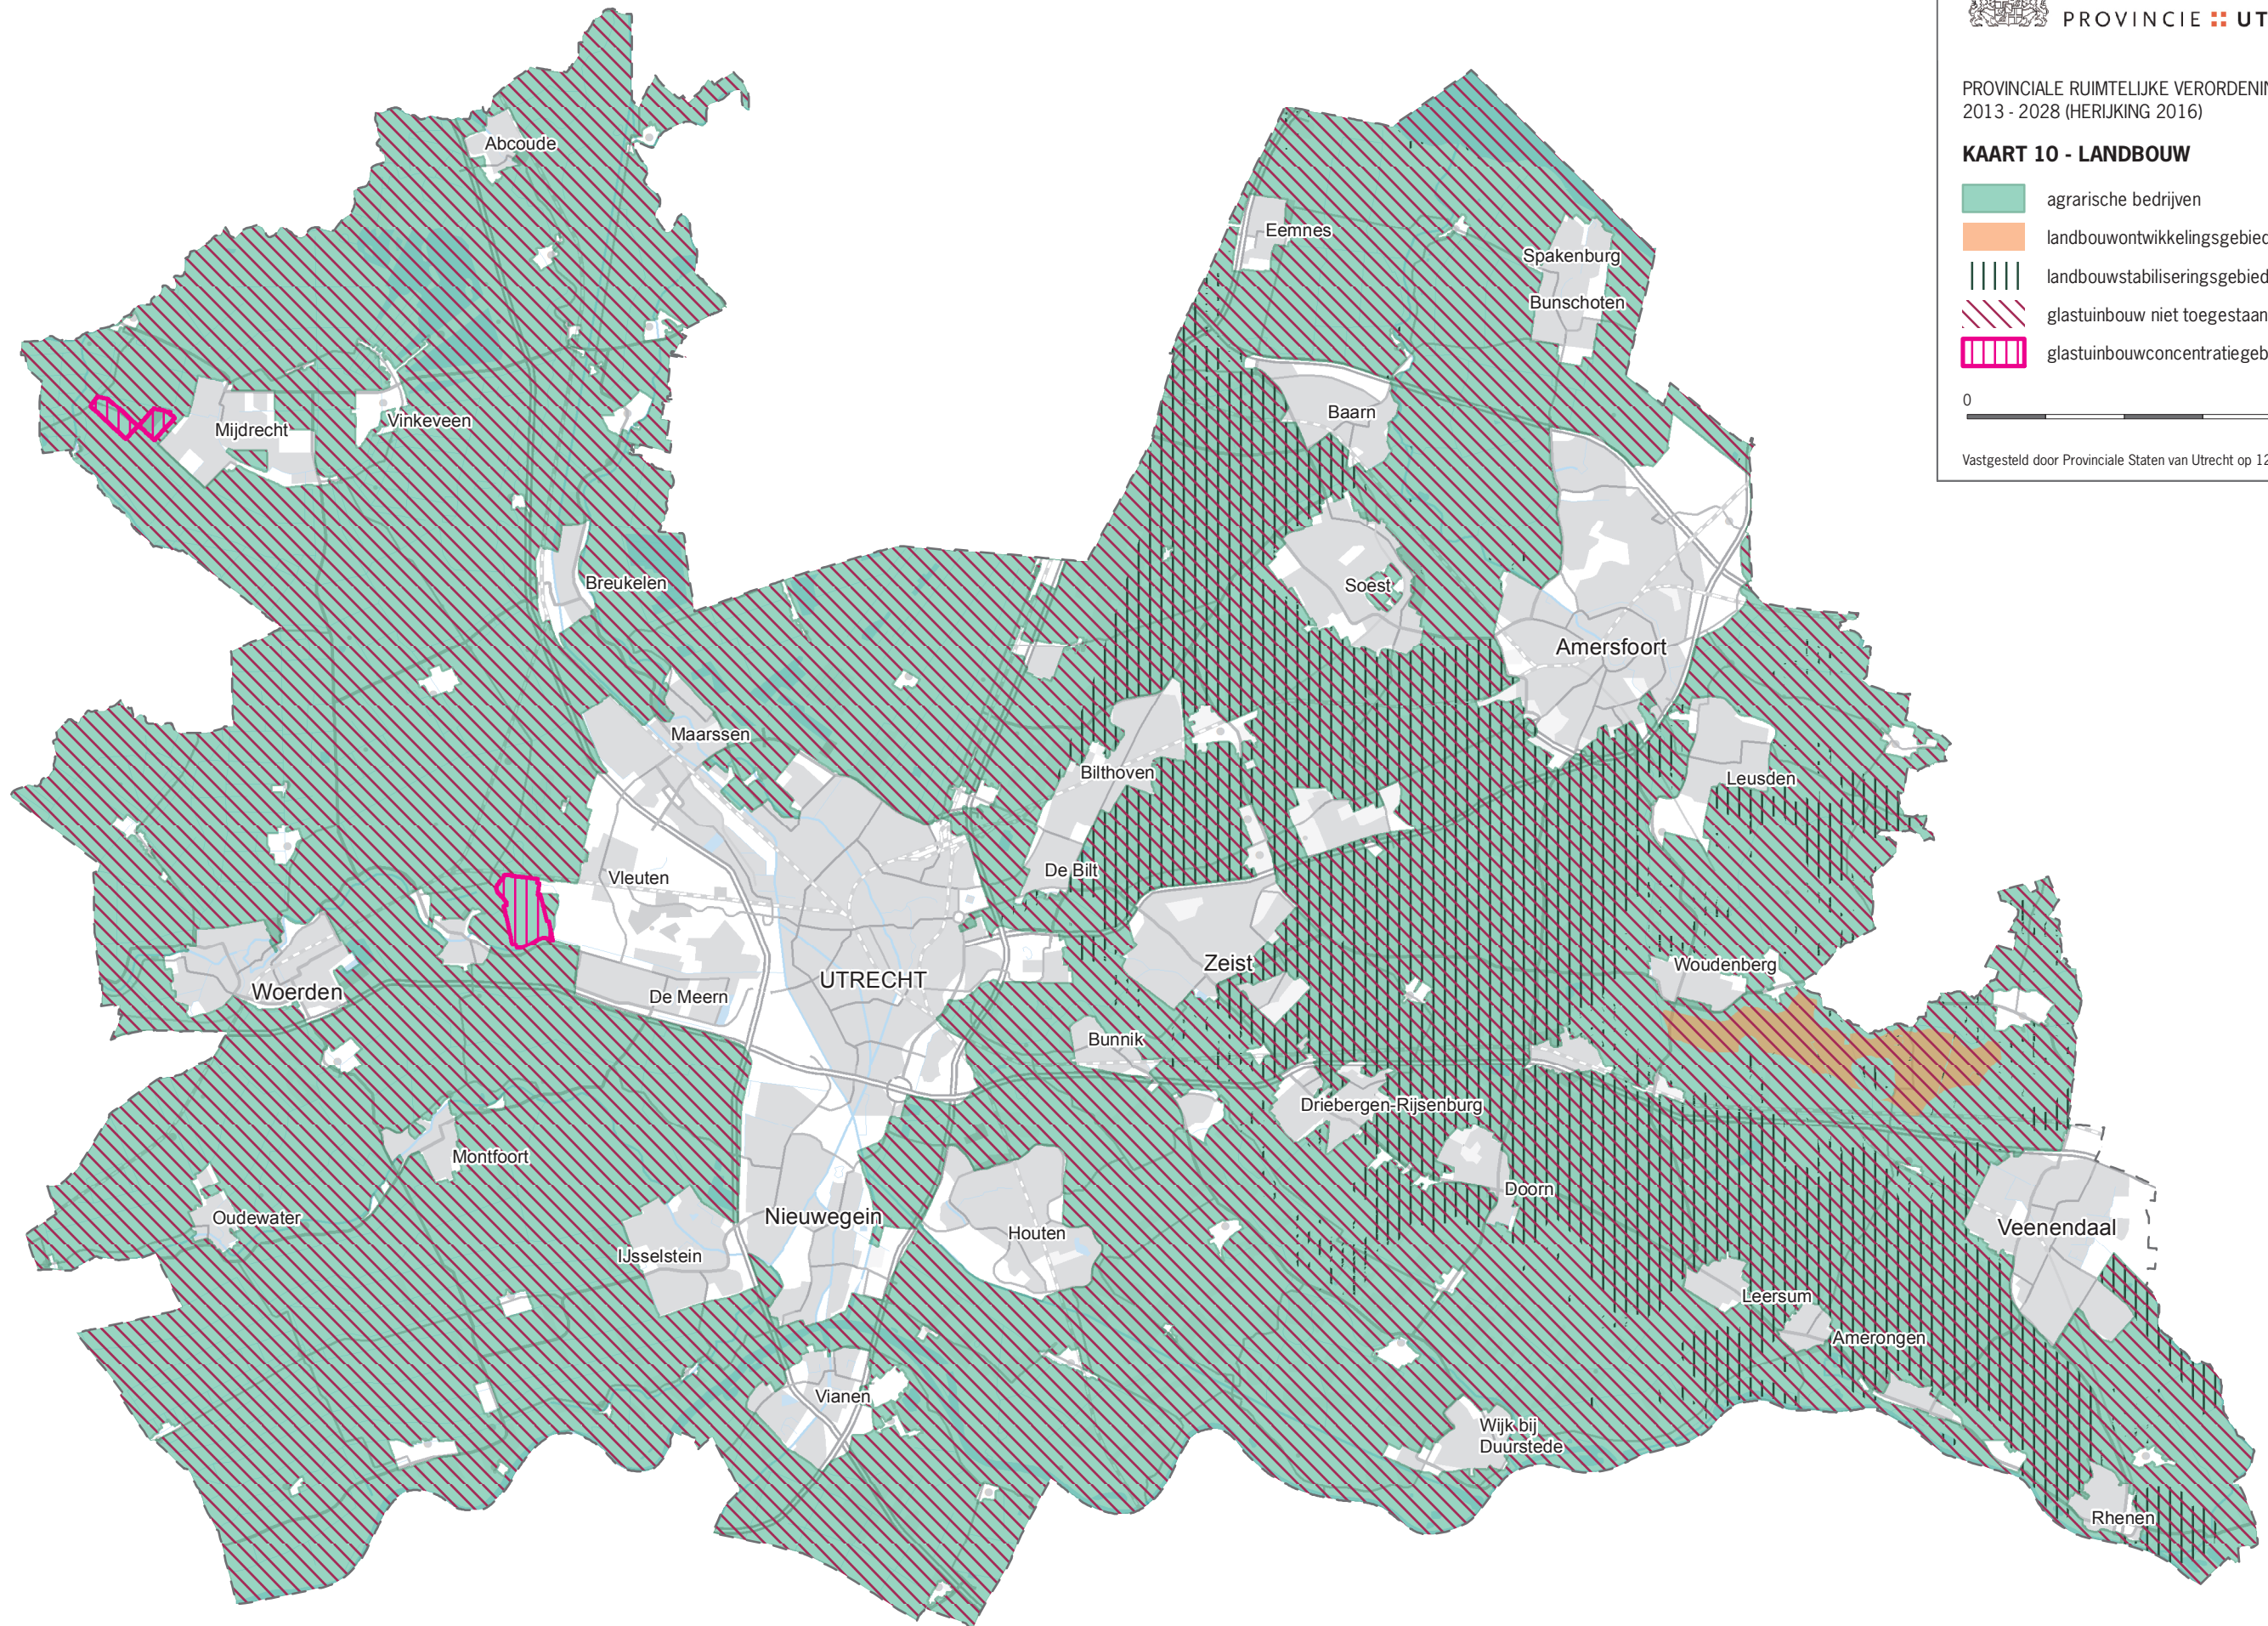 PROVINCIE UT
PROVINCIALE RUIMTELIJKE VERORDENIN
2013 - 2028 (HERIJKING 2016)
KAART 10 - LANDBOUW
agrarische bedrijven
landbouwontwikkelingsgebied
landbouwstabiliseringsgebied
glastuinbouw niet toegestaan
glastuinbouwconcentratiegeb
0
Vastgesteld door Provinciale Staten van Utrecht op 12
Abcoude
Eemnes
Spakenburg
Bunschoten
Baarn
Vinkeveen
Mijdrecht
Breukelen
Soest
Amersfoort
Maarssen
Bilthoven
Leusden
De Bilt
Vleuten
Zeist
Woudenberg
UTRECHT
Woerden
De Meern
Bunnik
Driebergen-Rijsenburg
Montfoort
Doorn
Oudewater
Nieuwegein
Houten
Veenendaal
IJsselstein
Leersum
Amerongen
Vianen
Wijk bij
Duurstede
Rhenen